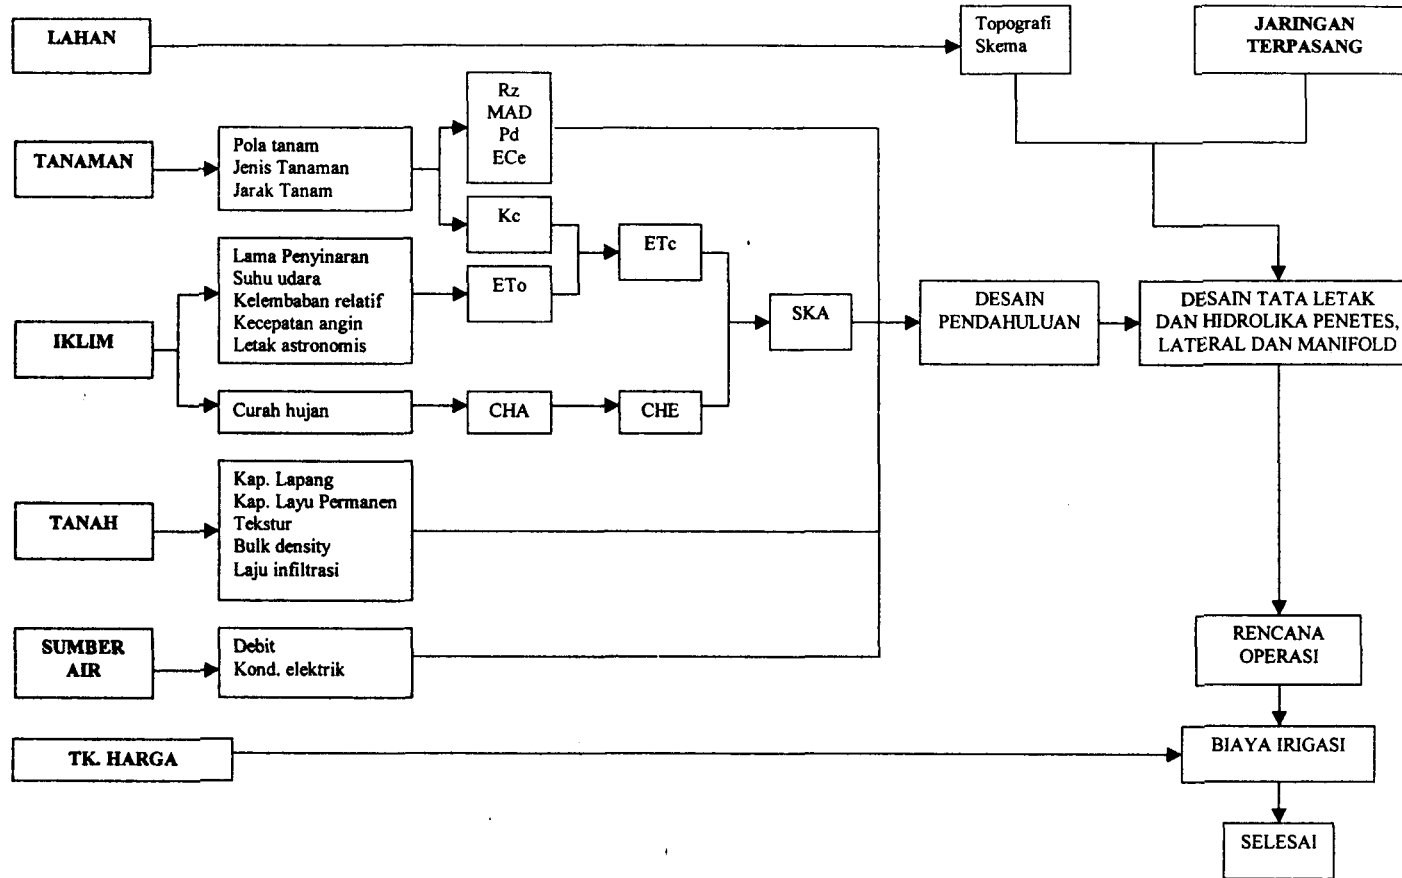 LAHAN
Topografi
Skema
JARINGAN
TERPASANG
Rz
MAD
Pd
ECe
TANAMAN
Pola tanam
Jenis Tanaman
Jarak Tanam
Kc
ETc
IKLIM
Lama Penyinaran
Suhu udara
Kelembaban relatif
Kecepatan angin
Letak astronomis
ETo
SKA
DESAIN
PENDAHULUAN
DESAIN TATA LETAK
DAN HIDROLIKA PENETES,
LATERAL DAN MANIFOLD
Curah hujan
CHA
CHE
TANAH
Kap. Lapang
Kap. Layu Permanen
Tekstur
Bulk density
Laju infiltrasi
SUMBER
AIR
Debit
Kond. elektrik
RENCANA
OPERASI
TK. HARGA
BIAYA IRIGASI
SELESAI